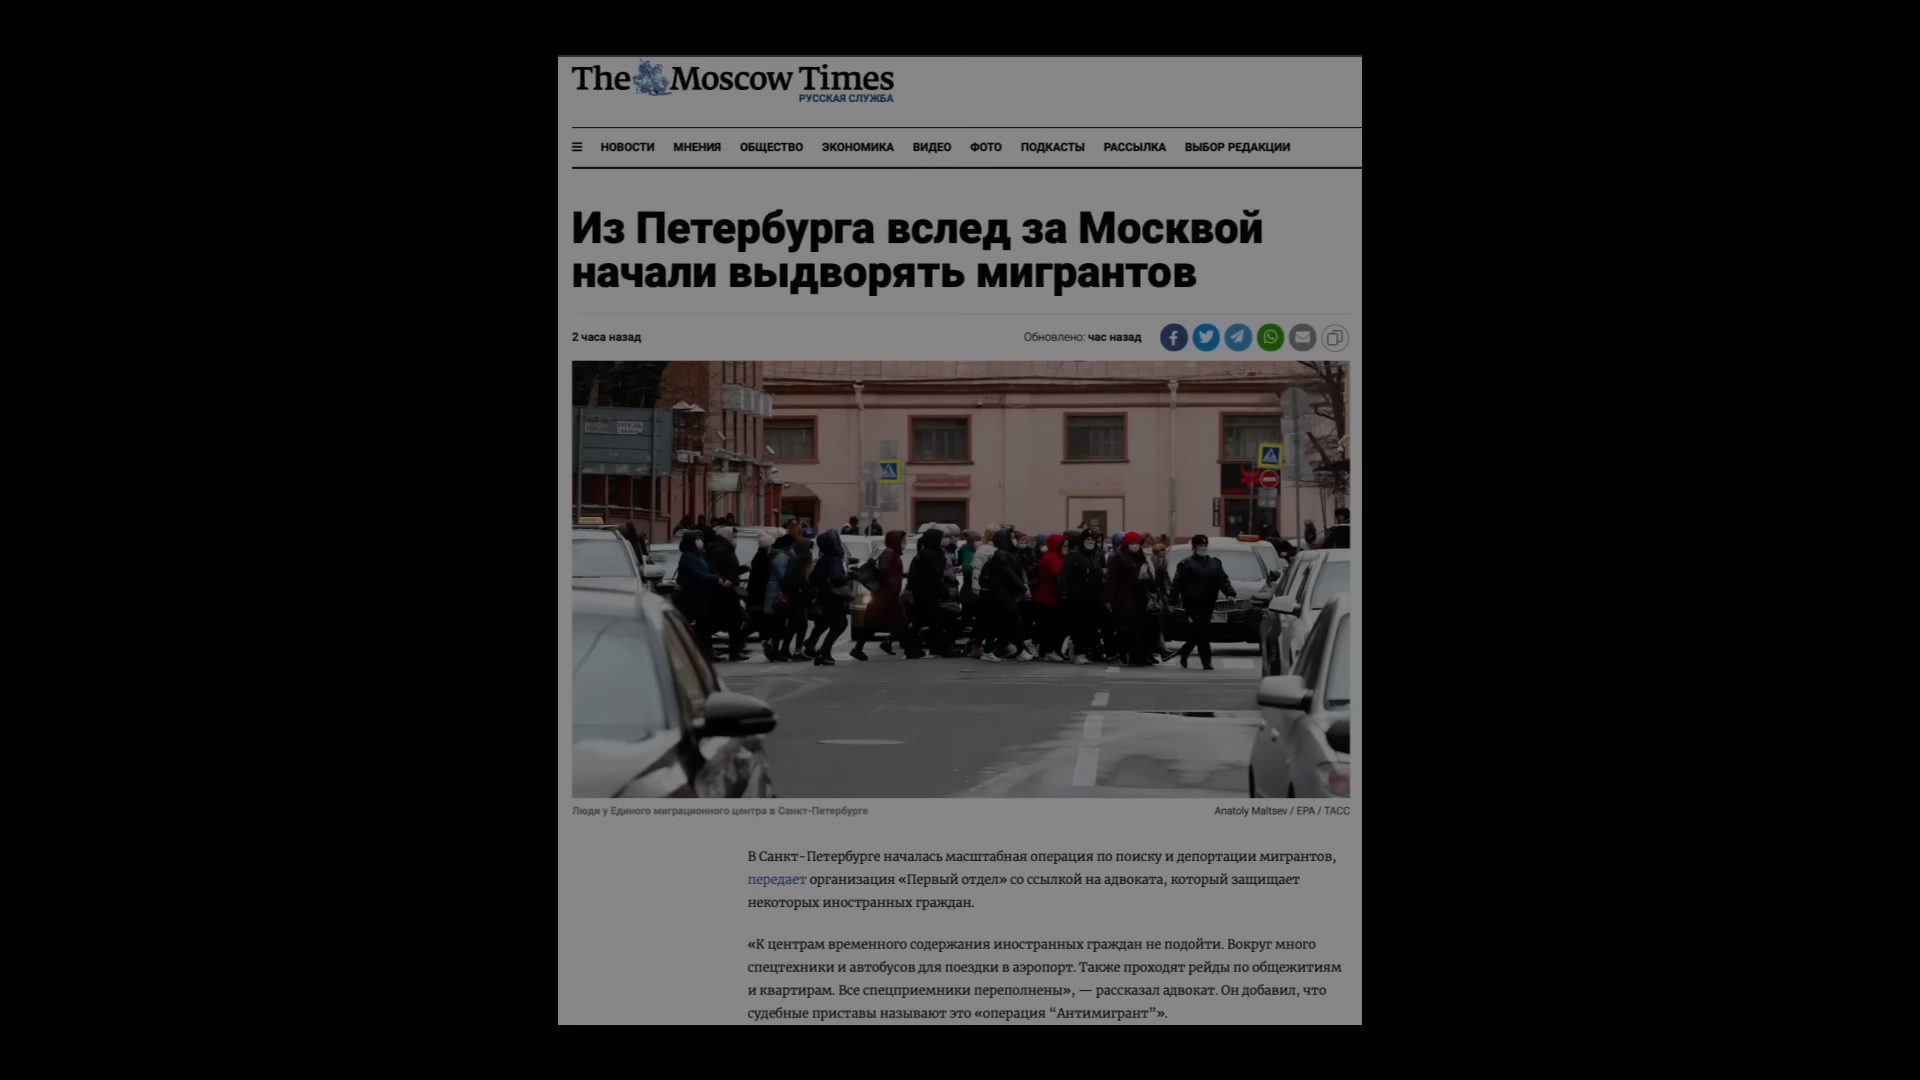 The Moscow Times
РУССКАЯ СЛУЖБА
НОВОСТИ МНЕНИЯ ОБЩЕСТВО ЭКОНОМИКА ВИДЕО ФОТО ПОДКАСТЫ РАССЫЛКА ВЫБОР РЕДАКЦИИ
Из Петербурга вслед за Москвой
начали выдворять мигрантов
2 часа назад
Обновлено: час назад
ОТЕЛЬ
Люди у Единого миграционного центра в Санкт-Петербурге
Anatoly Maltsev / EPA / ТАСС
В Санкт-Петербурге началась масштабная операция по поиску и депортации мигрантов,
передает организация «Первый отдел» со ссылкой на адвоката, который защищает
некоторых иностранных граждан.
«К центрам временного содержания иностранных граждан не подойти. Вокруг много
спецтехники и автобусов для поездки в аэропорт. Также проходят рейды по общежитиям
и квартирам. Все спецприемники переполнены», — рассказал адвокат. Он добавил, что
судебные приставы называют это «операция “Антимигрант”».